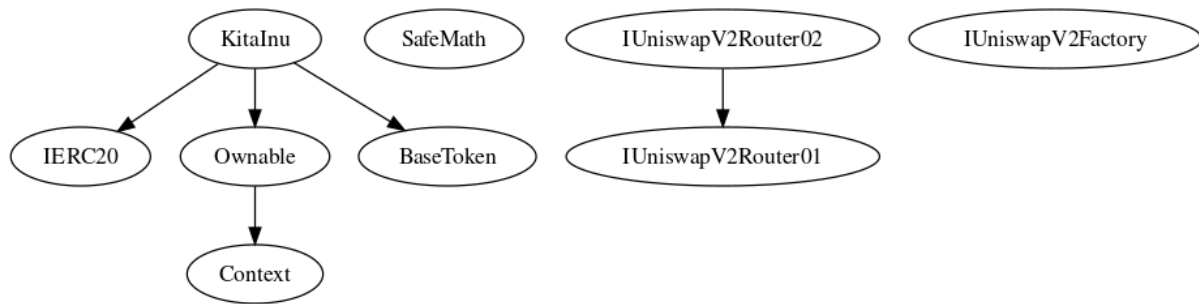 KitaInu
SafeMath
IUniswapV2Router02
IUniswapV2Factory
IERC20
Ownable
BaseToken
IUniswapV2Router01
Context